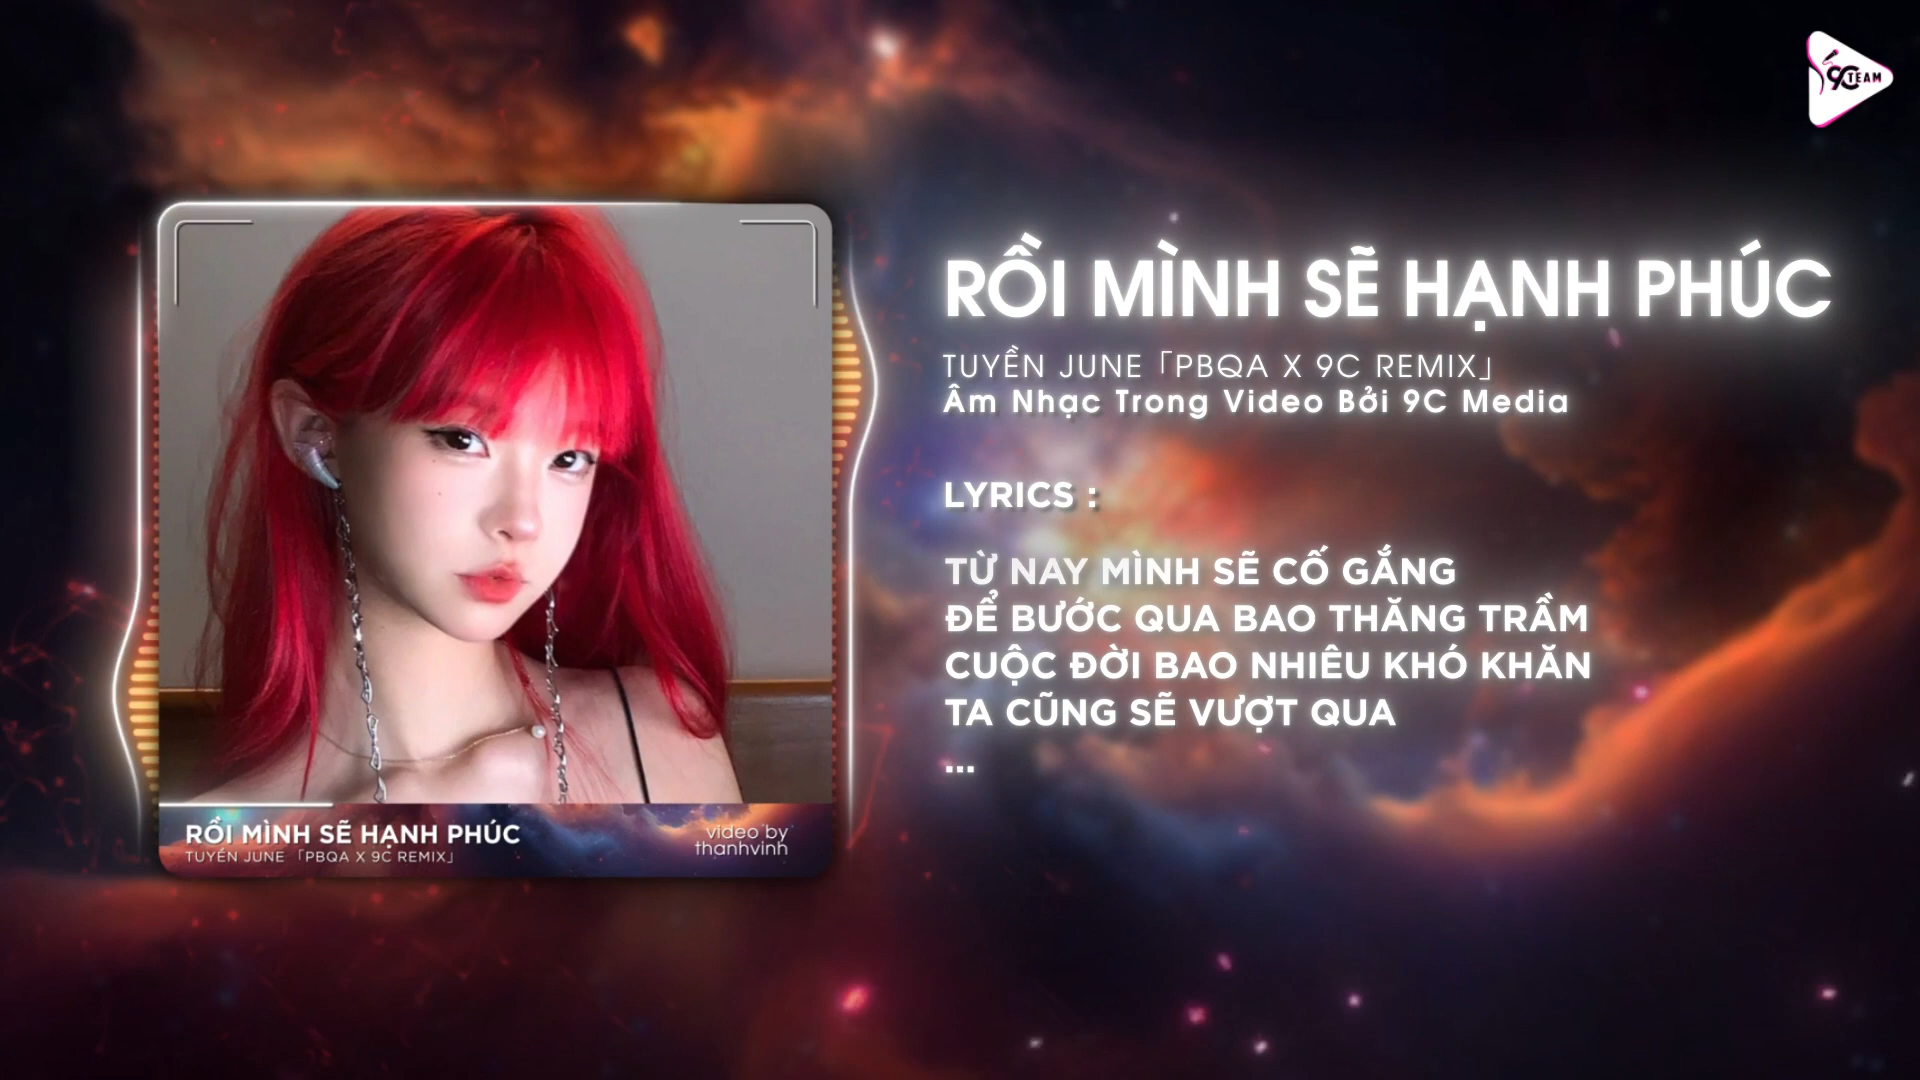 9C TEAM
RỒI MÌNH SẼ HẠNH PHÚC
TUYỀN JUNE「PBQA X 9C REMIX」
Âm Nhạc Trong Video Bởi 9C Media
LYRICS :
TỪ NAY MÌNH SẼ CỐ GẮNG
ĐỂ BƯỚC QUA BAO THĂNG TRẦM
CUỘC ĐỜI BAO NHIÊU KHÓ KHĂN
TA CŨNG SẼ VƯỢT QUA
...
RỒI MÌNH SẼ HẠNH PHÚC
TUYỀN JUNE「PBQA X 9C REMIX」
video by
thanhvinh